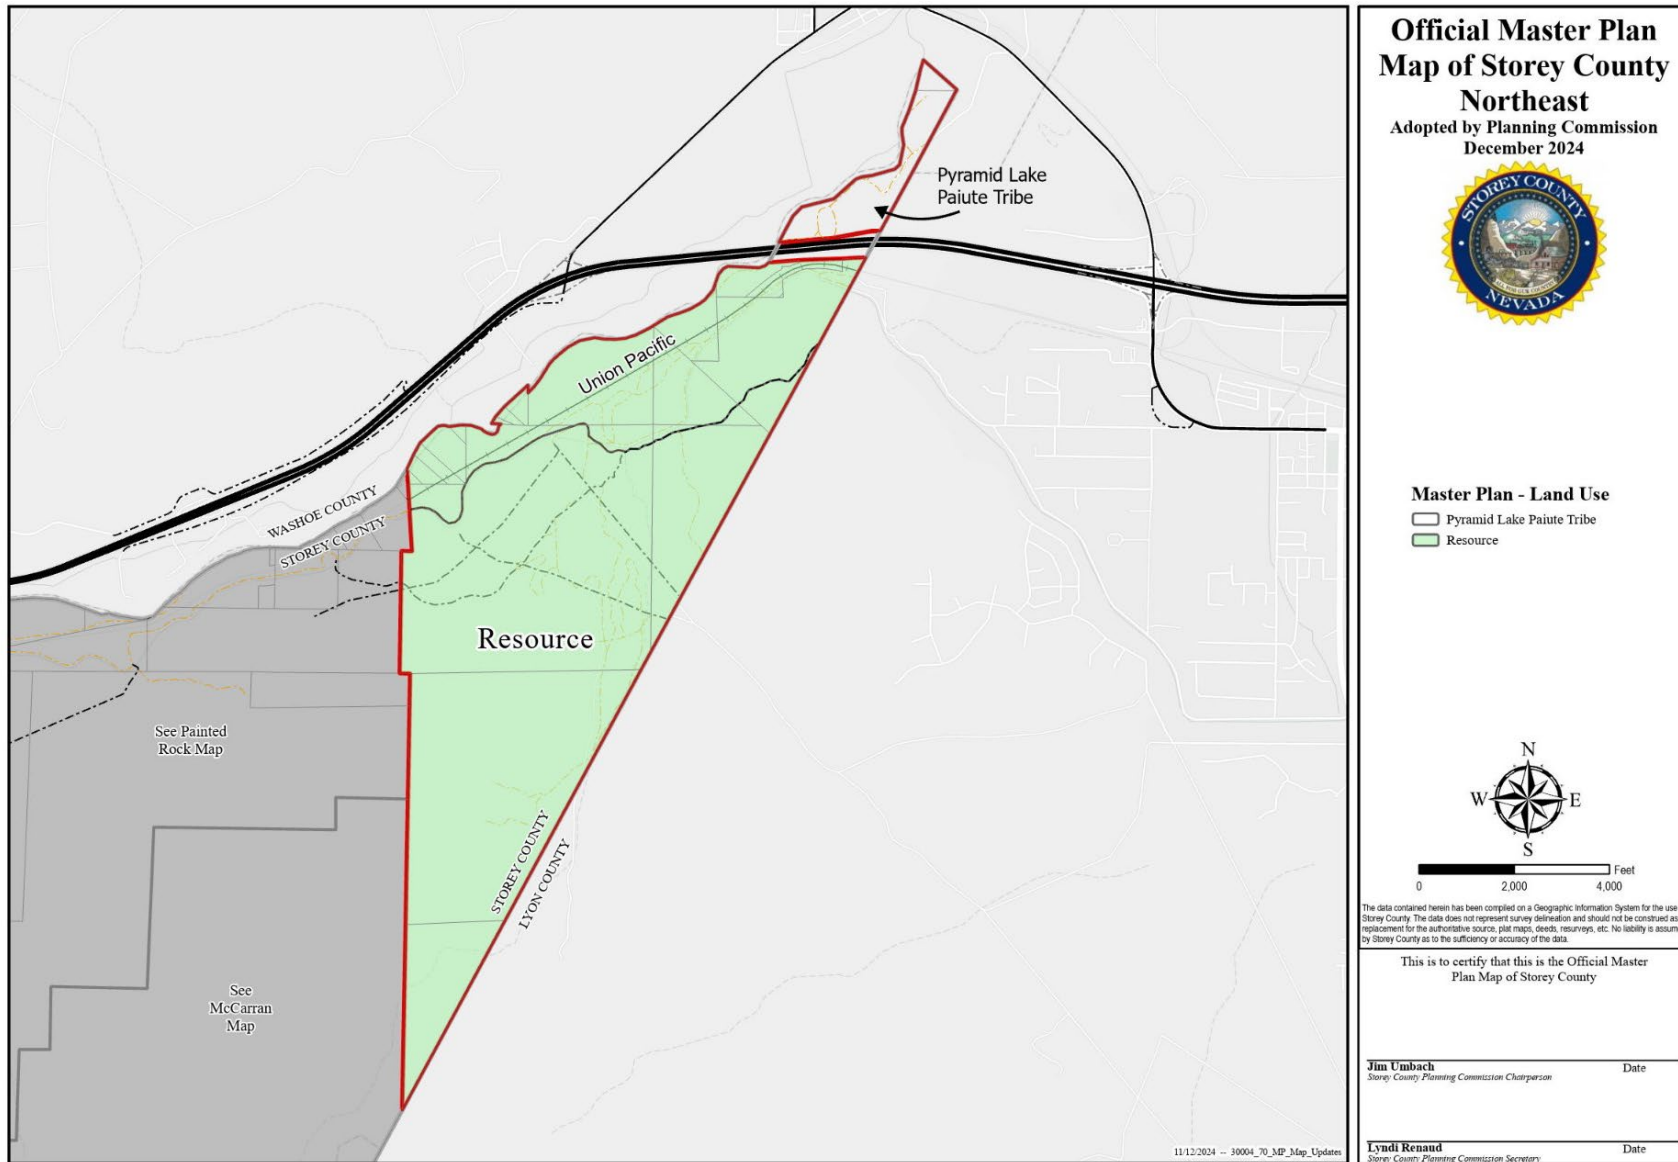 Official Master Plan
Map of Storey County
Northeast
Adopted by Planning Commission
December 2024
STOREY COUNTY
ALL FOR OUR COUNTRY
NEVADA
Pyramid Lake
Paiute Tribe
Union Pacific
WASHOE COUNTY
STOREY COUNTY
Resource
See Painted
Rock Map
STOREY COUNTY
LYON COUNTY
See
McCarran
Map
11/12/2024 -- 30004_70_MP_Map_Updates
Master Plan - Land Use
Pyramid Lake Paiute Tribe
Resource
N
W E
S
Feet
0 2,000 4,000
The data contained herein has been compiled on a Geographic Information System for the use
Storey County. The data does not represent survey delineation and should not be construed as
replacement for the authoritative source, plat maps, deeds, resurveys, etc. No liability is assum
by Storey County as to the sufficiency or accuracy of the data.
This is to certify that this is the Official Master
Plan Map of Storey County
Jim Umbach Date
Storey County Planning Commission Chairperson
Lyndi Renaud Date
Storey County Planning Commission Secretary